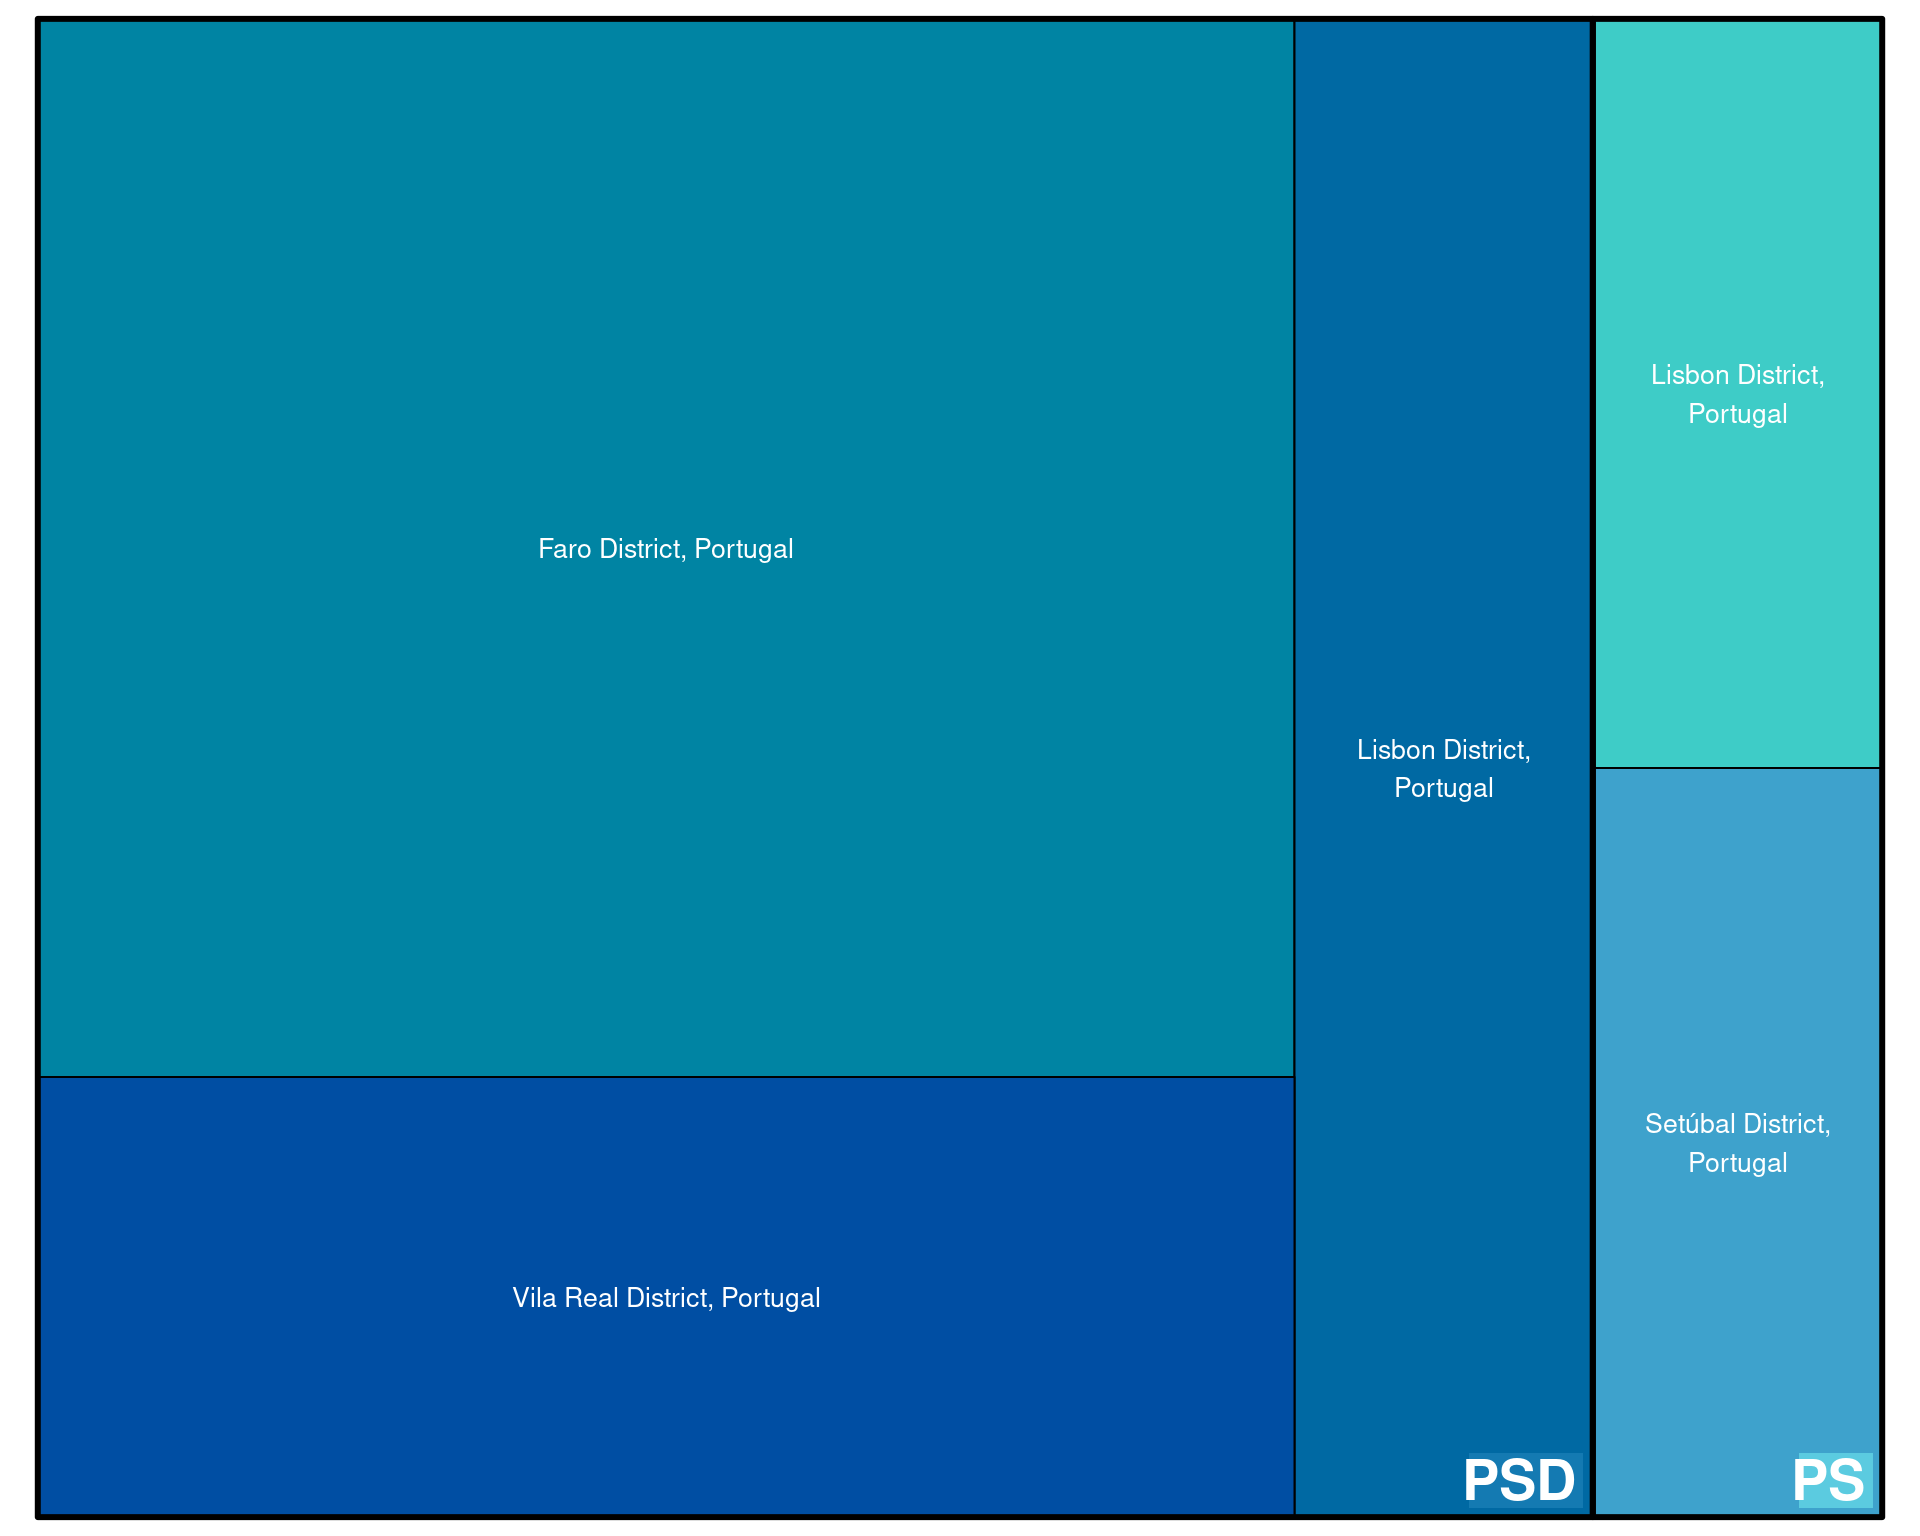 Faro District, Portugal
Vila Real District, Portugal
Lisbon District,
Portugal
PSD
Lisbon District,
Portugal
Setúbal District,
Portugal
PS